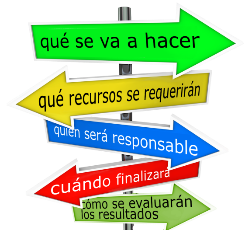 qué se va a hacer
qué recursos se requerirán
quién será responsable
cuándo finalizará
cómo se evaluarán
los resultados